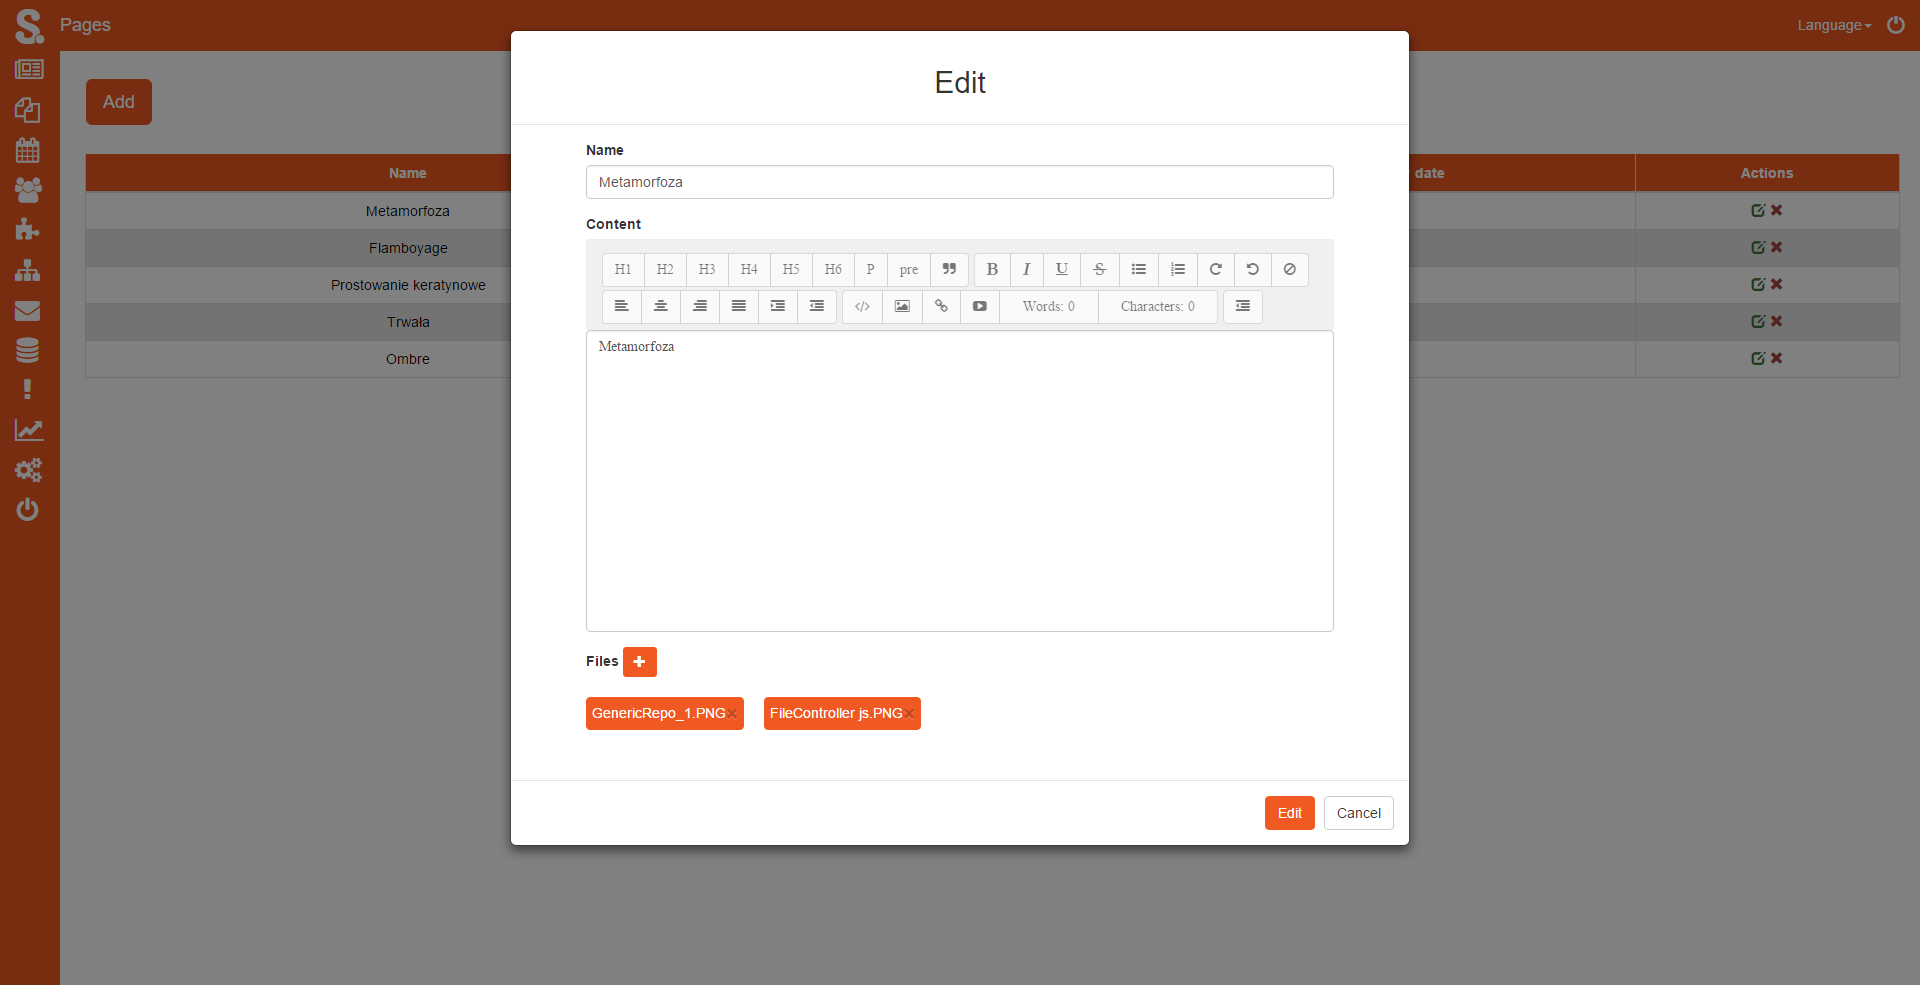 S. Pages Language
Add
Name date Actions
Metamorfoza
Flamboyage
Prostowanie keratynowe
Trwała
Ombre
Edit
Name
Metamorfoza
Content
H1 H2 H3 H4 H5 H6 P pre B I U S
Words: 0 Characters: 0
Metamorfoza
Files
GenericRepo_1.PNG FileController js.PNG
Edit Cancel